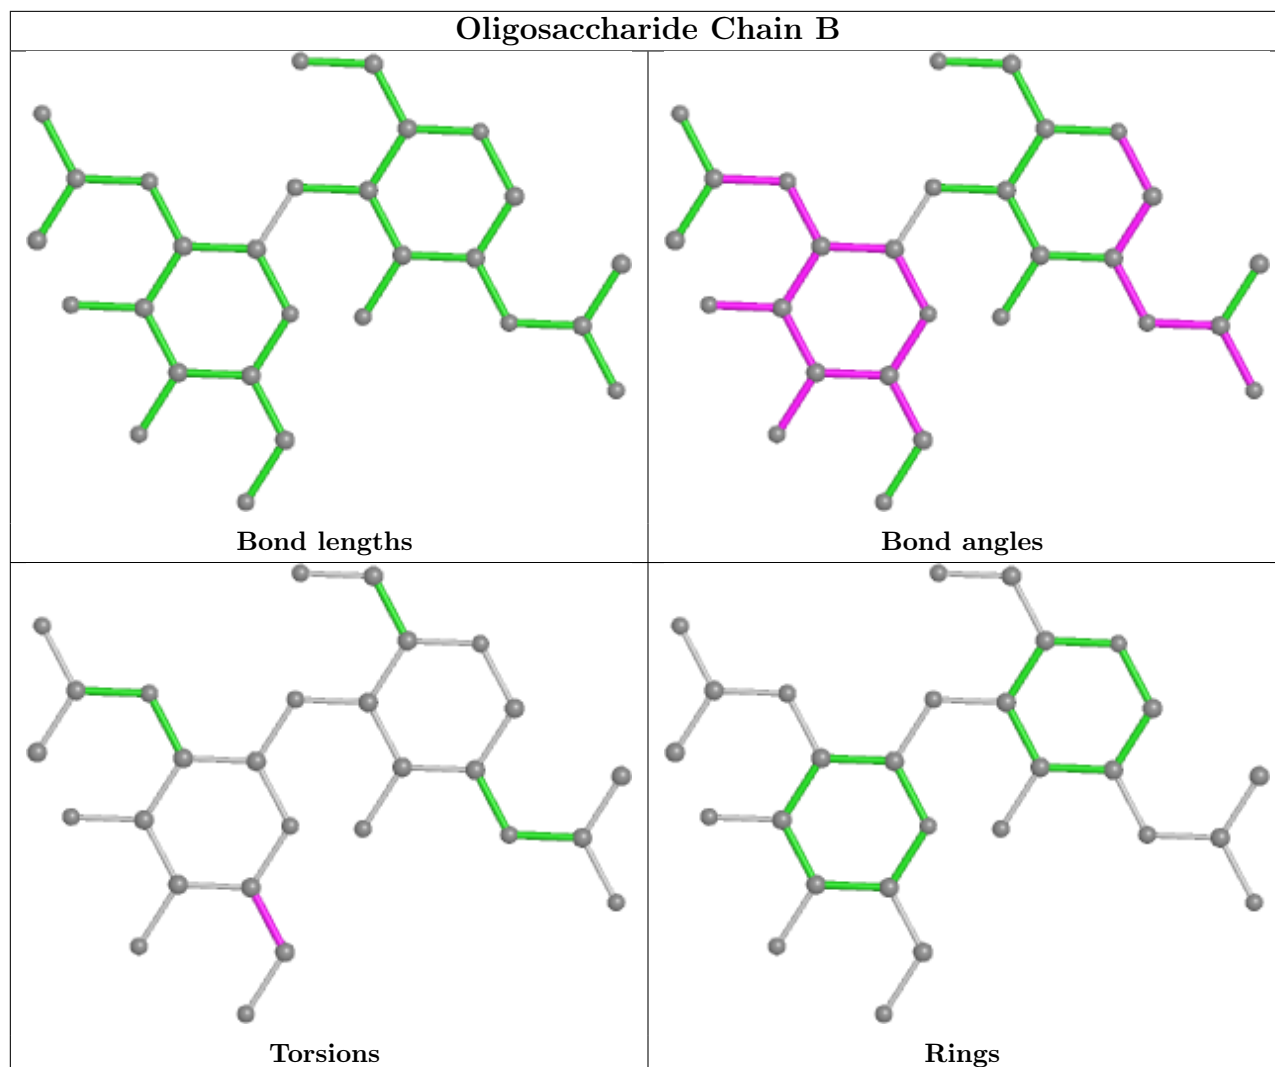 Oligosaccharide Chain B
Bond lengths
Bond angles
Torsions
Rings